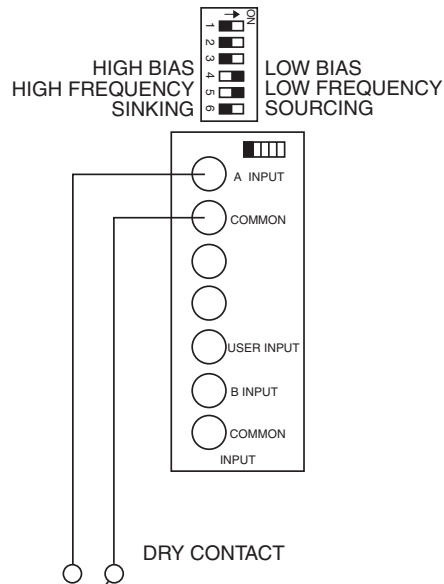 ON
1
2
3
HIGH BIAS 4 LOW BIAS
HIGH FREQUENCY 5 LOW FREQUENCY
SINKING 6 SOURCING
A INPUT
COMMON
USER INPUT
B INPUT
COMMON
INPUT
DRY CONTACT